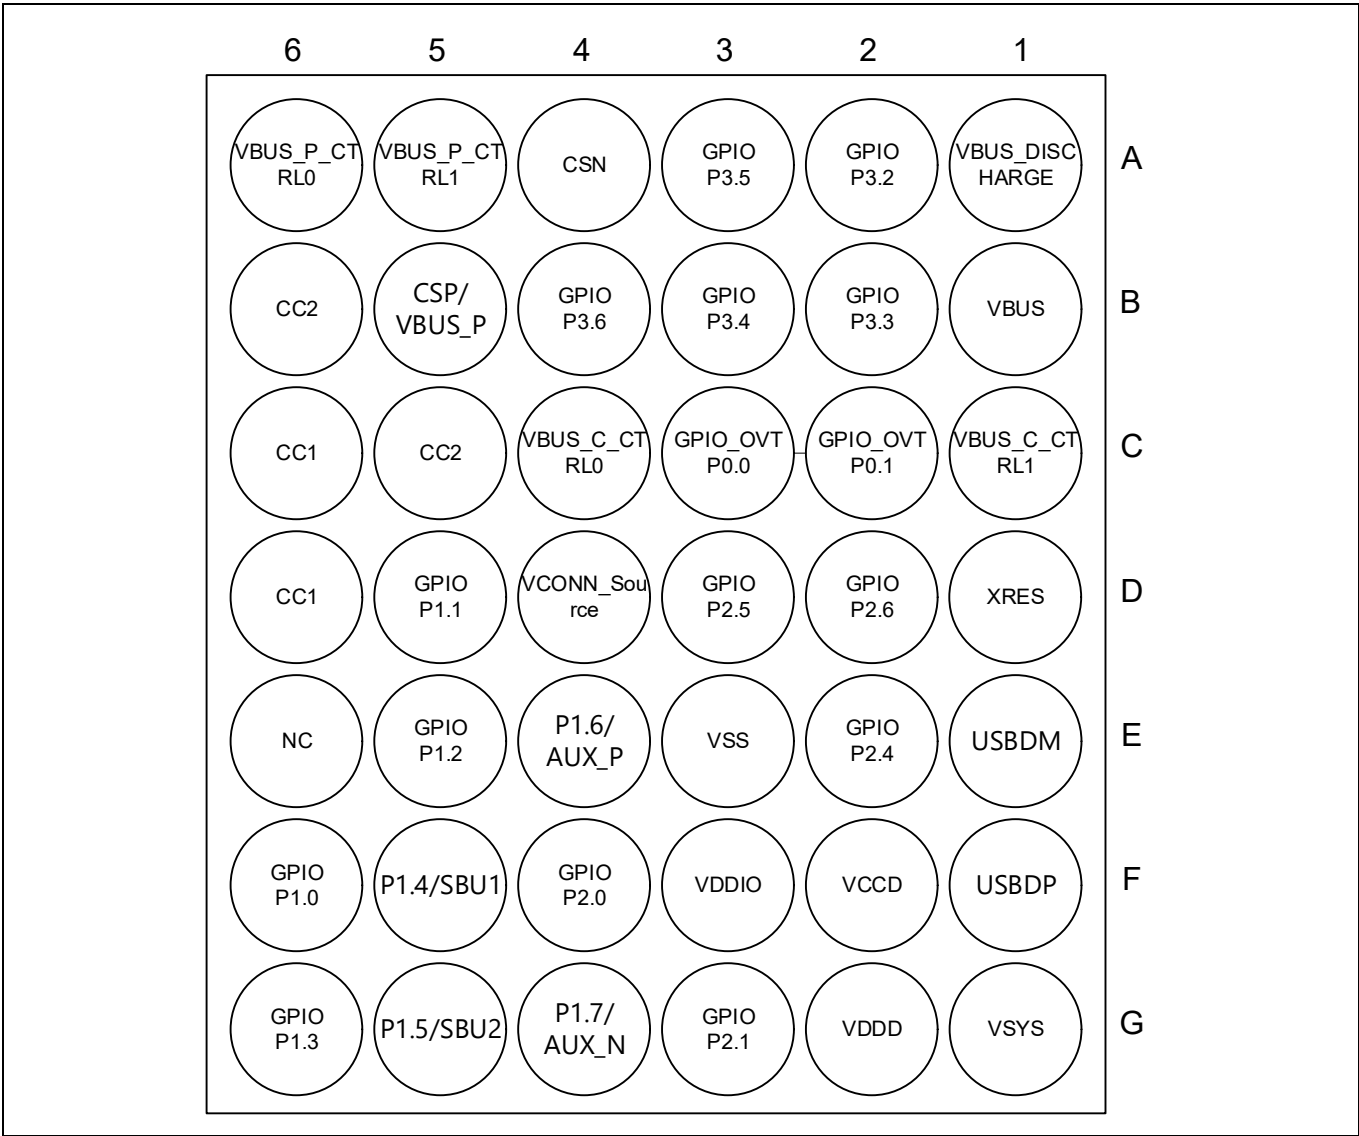 6 5 4 3 2 1
VBUS_P_CT VBUS_P_CT CSN GPIO GPIO VBUS_DISC A
RL0 RL1 P3.5 P3.2 HARGE
CC2 CSP/ GPIO GPIO GPIO VBUS B
VBUS_P P3.6 P3.4 P3.3
CC1 CC2 VBUS_C_CT GPIO_OVT GPIO_OVT VBUS_C_CT C
RL0 P0.0 P0.1 RL1
CC1 GPIO VCONN_Sou GPIO GPIO XRES D
P1.1 rce P2.5 P2.6
NC GPIO P1.6/ VSS GPIO USBDM E
P1.2 AUX_P P2.4
GPIO P1.4/SBU1 GPIO VDDIO VCCD USBDP F
P1.0 P2.0
GPIO P1.5/SBU2 P1.7/ GPIO VDDD VSYS G
P1.3 AUX_N P2.1